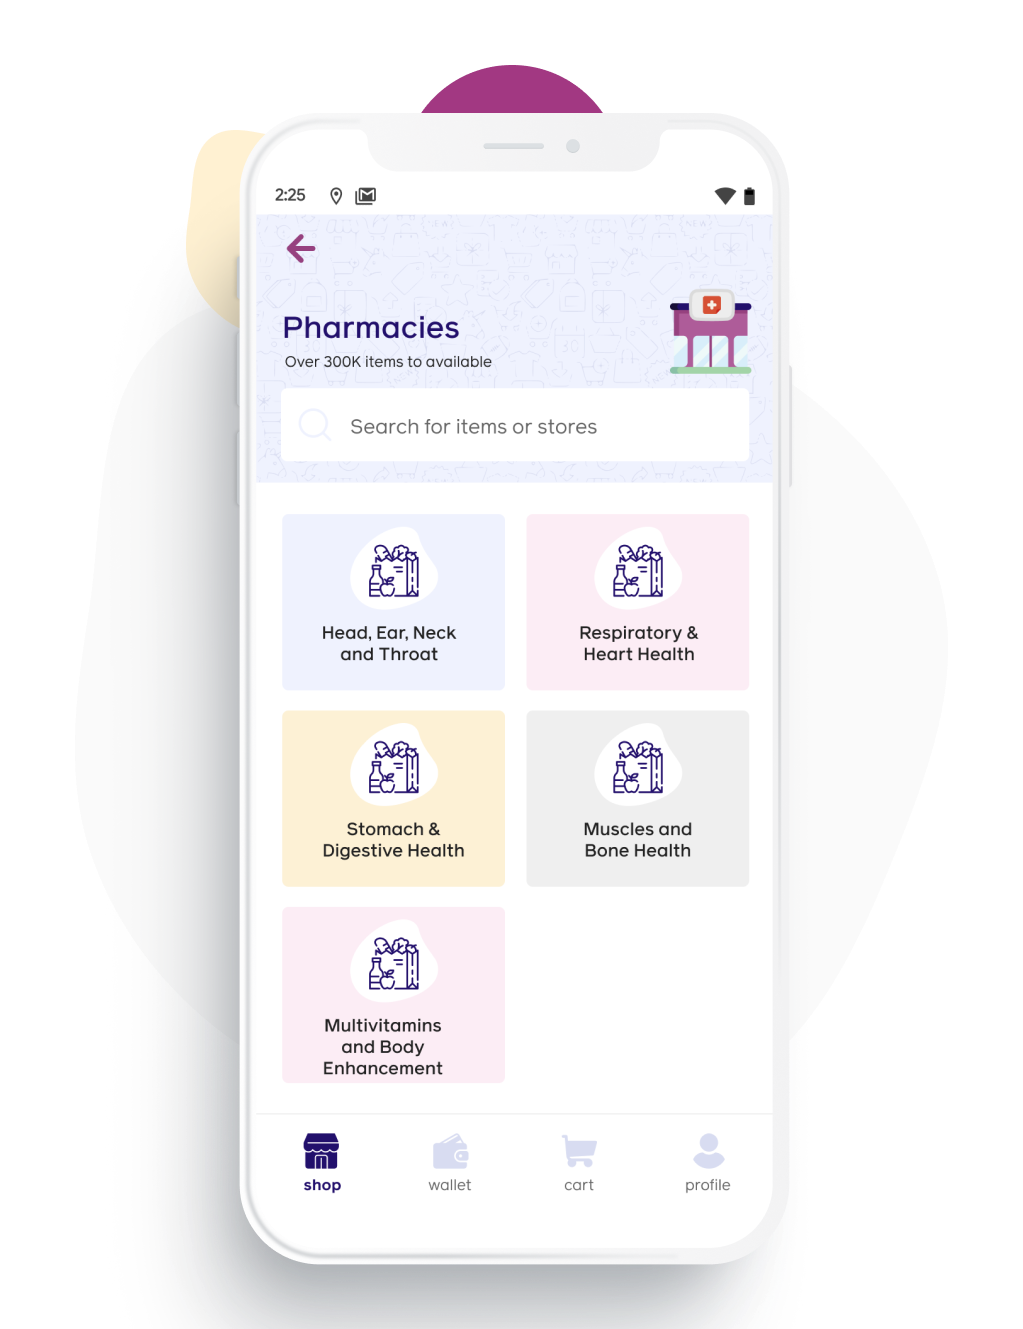 2:25
Pharmacies
Over 300K items to available
Search for items or stores
Head, Ear, Neck
and Throat
Respiratory &
Heart Health
Stomach &
Digestive Health
Muscles and
Bone Health
Multivitamins
and Body
Enhancement
shop
wallet
cart
profile